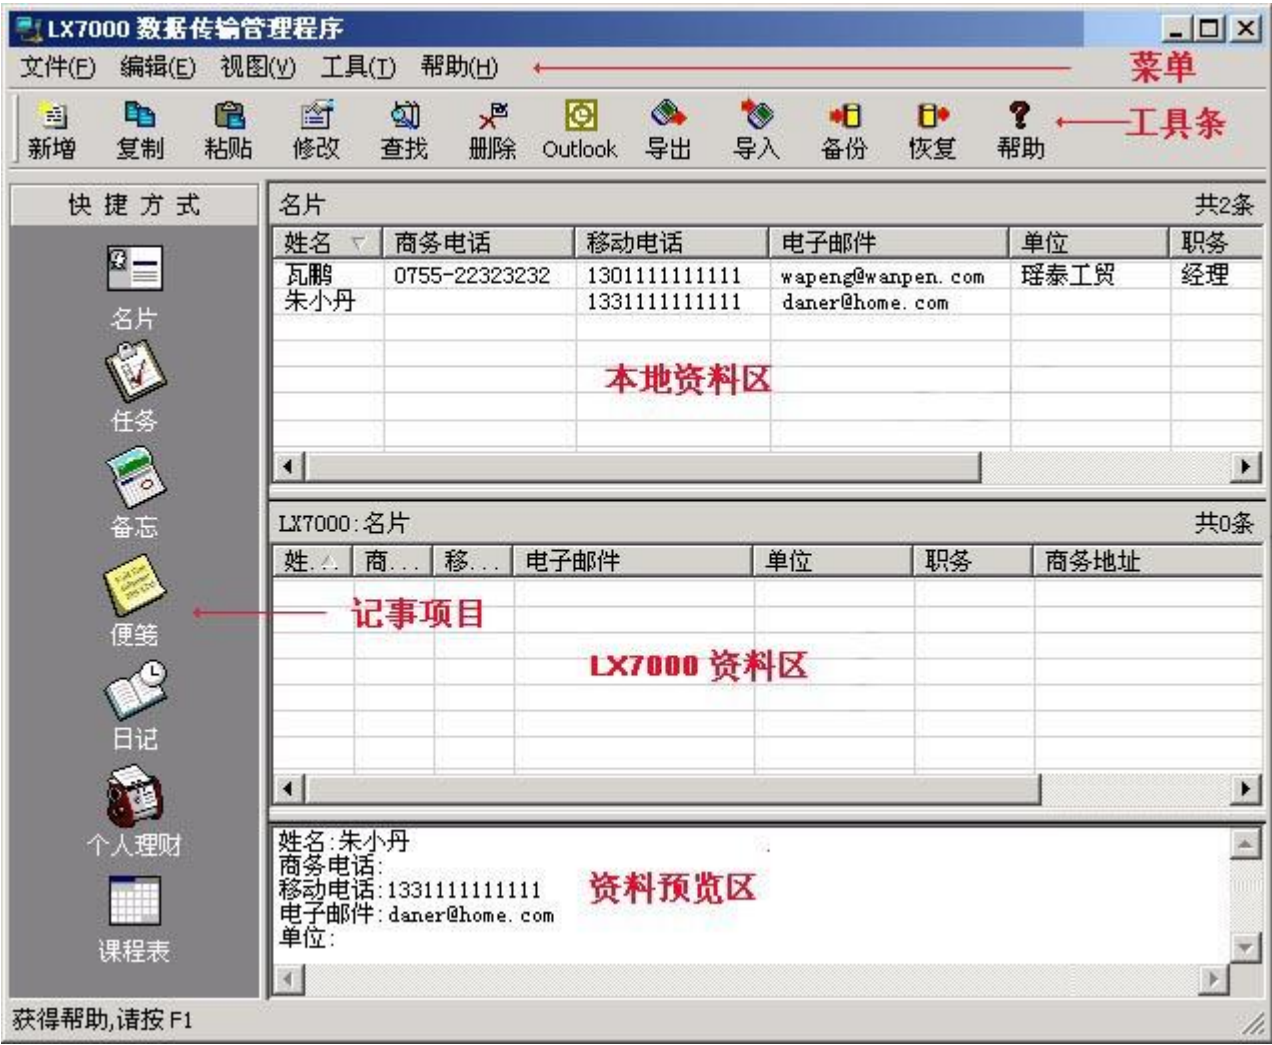 LX7000 数据传输管理程序
文件(F) 编辑(E) 视图(V) 工具(T) 帮助(H) 菜单
新增 复制 粘贴 修改 查找 删除 Outlook 导出 导入 备份 恢复 帮助 工具条
快捷方式
名片
任务
备忘
便笺
日记
个人理财
课程表
名片 共2条
姓名 商务电话 移动电话 电子邮件 单位 职务
瓦鹏 0755-22323232 1301111111111 wapeng@wanpen.com 瑶泰工贸 经理
朱小丹 1331111111111 daner@home.com
本地资料区
LX7000:名片 共0条
姓... 商... 移... 电子邮件 单位 职务 商务地址
记事项目
LX7000 资料区
姓名:朱小丹
商务电话:
移动电话:1331111111111
电子邮件:daner@home.com
单位:
资料预览区
获得帮助,请按 F1